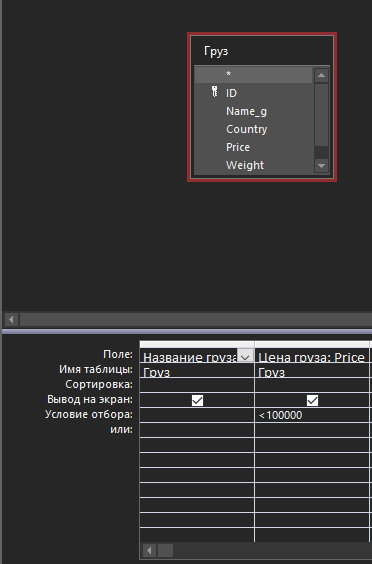 Груз
*
ID
Name_g
Country
Price
Weight
Поле: Название груза Цена груза: Price
Имя таблицы: Груз Груз
Сортировка:
Вывод на экран:
Условие отбора: <100000
или: